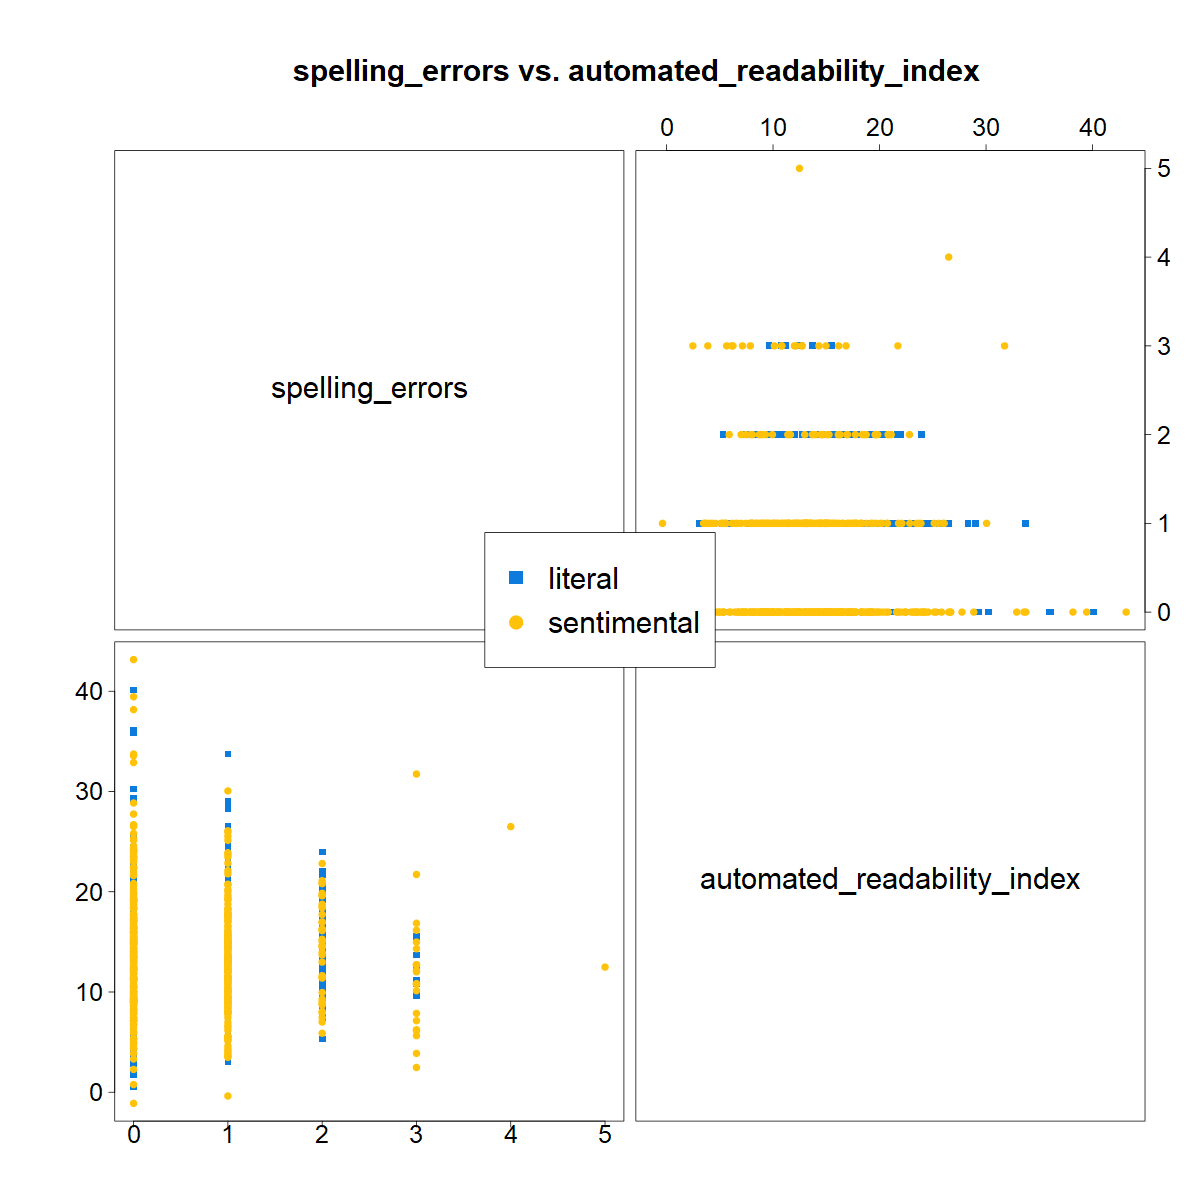 spelling_errors vs. automated_readability_index
0 10 20 30 40
5
4
3
2
1
0
spelling_errors
literal
sentimental
40
30
20
10
0
automated_readability_index
0 1 2 3 4 5